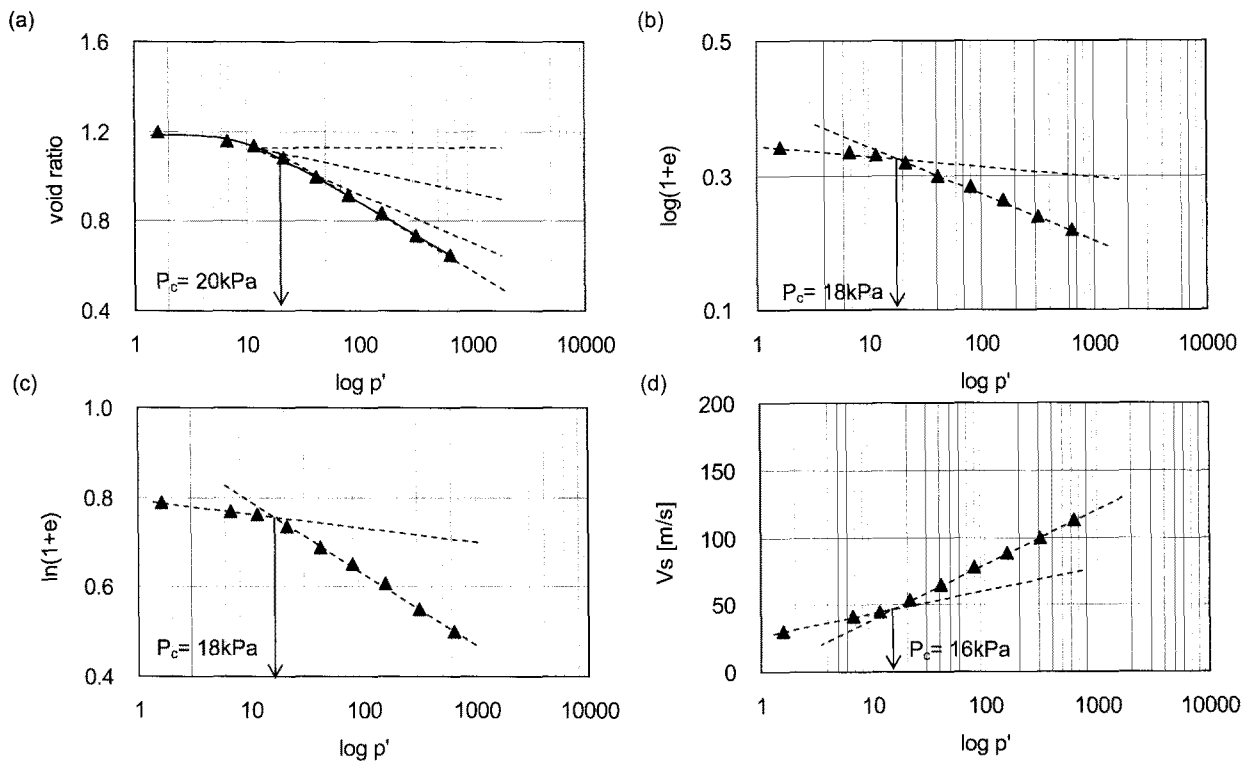 (a)
1.6
1.2
0.8
0.4
void ratio
P_c= 20kPa
1 10 100 1000 10000
log p'
(b)
0.5
0.3
0.1
log(1+e)
P_c= 18kPa
1 10 100 1000 10000
log p'
(c)
1.0
0.8
0.6
0.4
ln(1+e)
P_c= 18kPa
1 10 100 1000 10000
log p'
(d)
200
150
100
50
0
Vs [m/s]
P_c= 16kPa
1 10 100 1000 10000
log p'